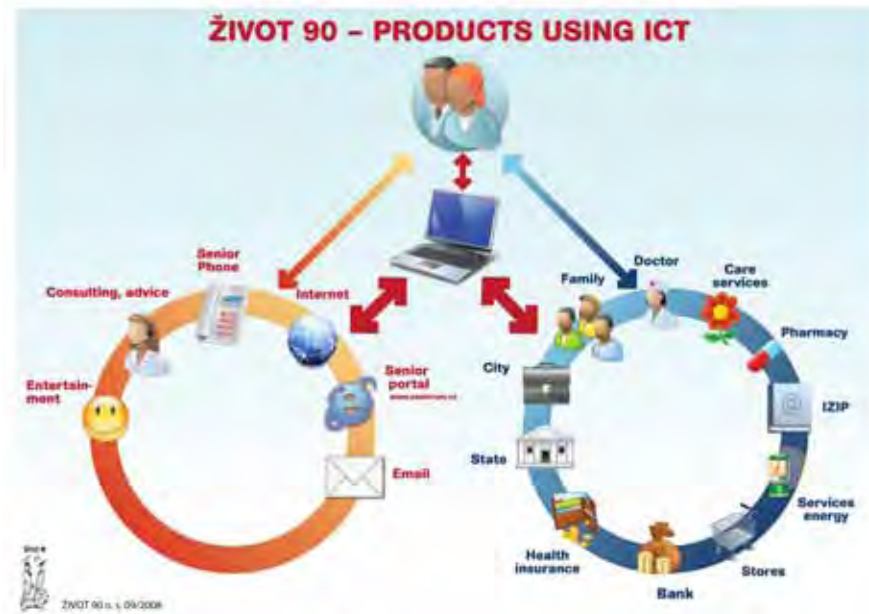 ŽIVOT 90 – PRODUCTS USING ICT
Senior
Phone
Consulting, advice
Internet
Entertain-
ment
Senior
portal
Email
Doctor
Family
Care
services
Pharmacy
City
IZIP
State
Services
energy
Health
insurance
Stores
Bank
ŽIVOT 90 o. s. 09/2008